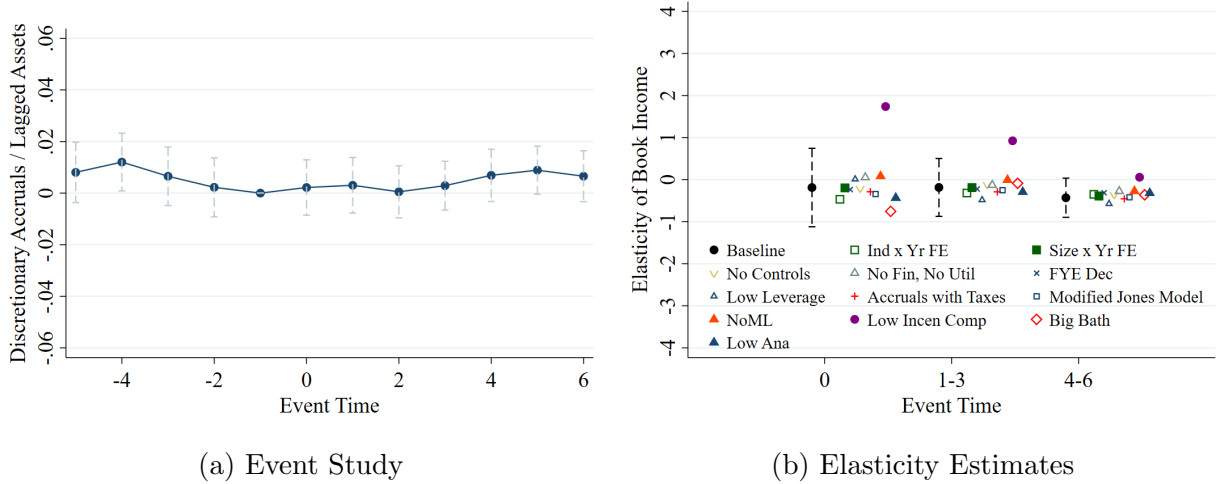 Discretionary Accruals / Lagged Assets
.06
.04
.02
0
-.02
-.04
-.06
-4
-2
0
2
4
6
Event Time
(a) Event Study
Elasticity of Book Income
4
3
2
1
0
-1
-2
-3
-4
Baseline
Ind x Yr FE
Size x Yr FE
No Controls
No Fin, No Util
FYE Dec
Low Leverage
Accruals with Taxes
Modified Jones Model
NoML
Low Incen Comp
Big Bath
Low Ana
0
1-3
4-6
Event Time
(b) Elasticity Estimates